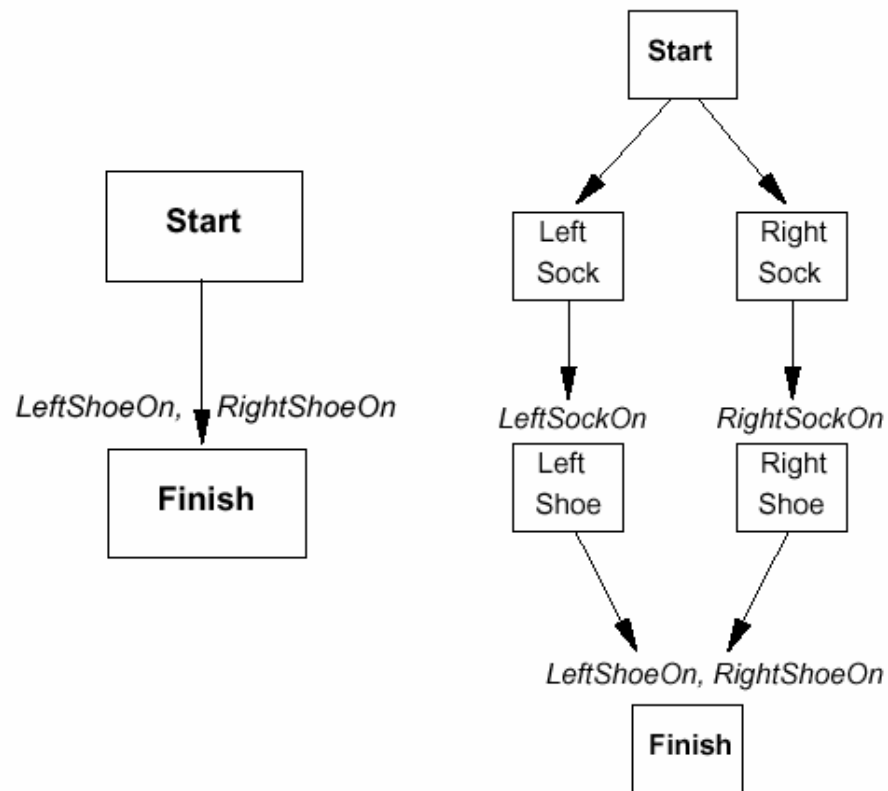 Start
LeftShoeOn, RightShoeOn
Finish
Start
Left
Sock
Right
Sock
LeftSockOn
RightSockOn
Left
Shoe
Right
Shoe
LeftShoeOn, RightShoeOn
Finish